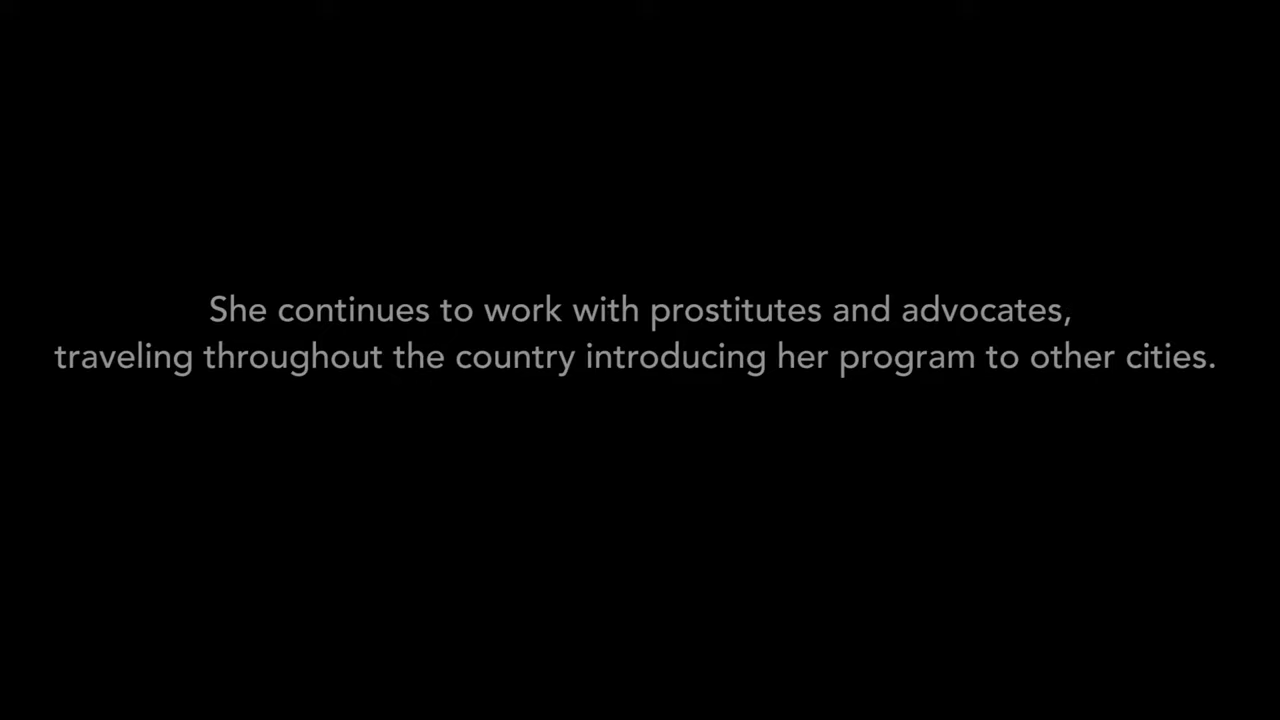 She continues to work with prostitutes and advocates,
traveling throughout the country introducing her program to other cities.